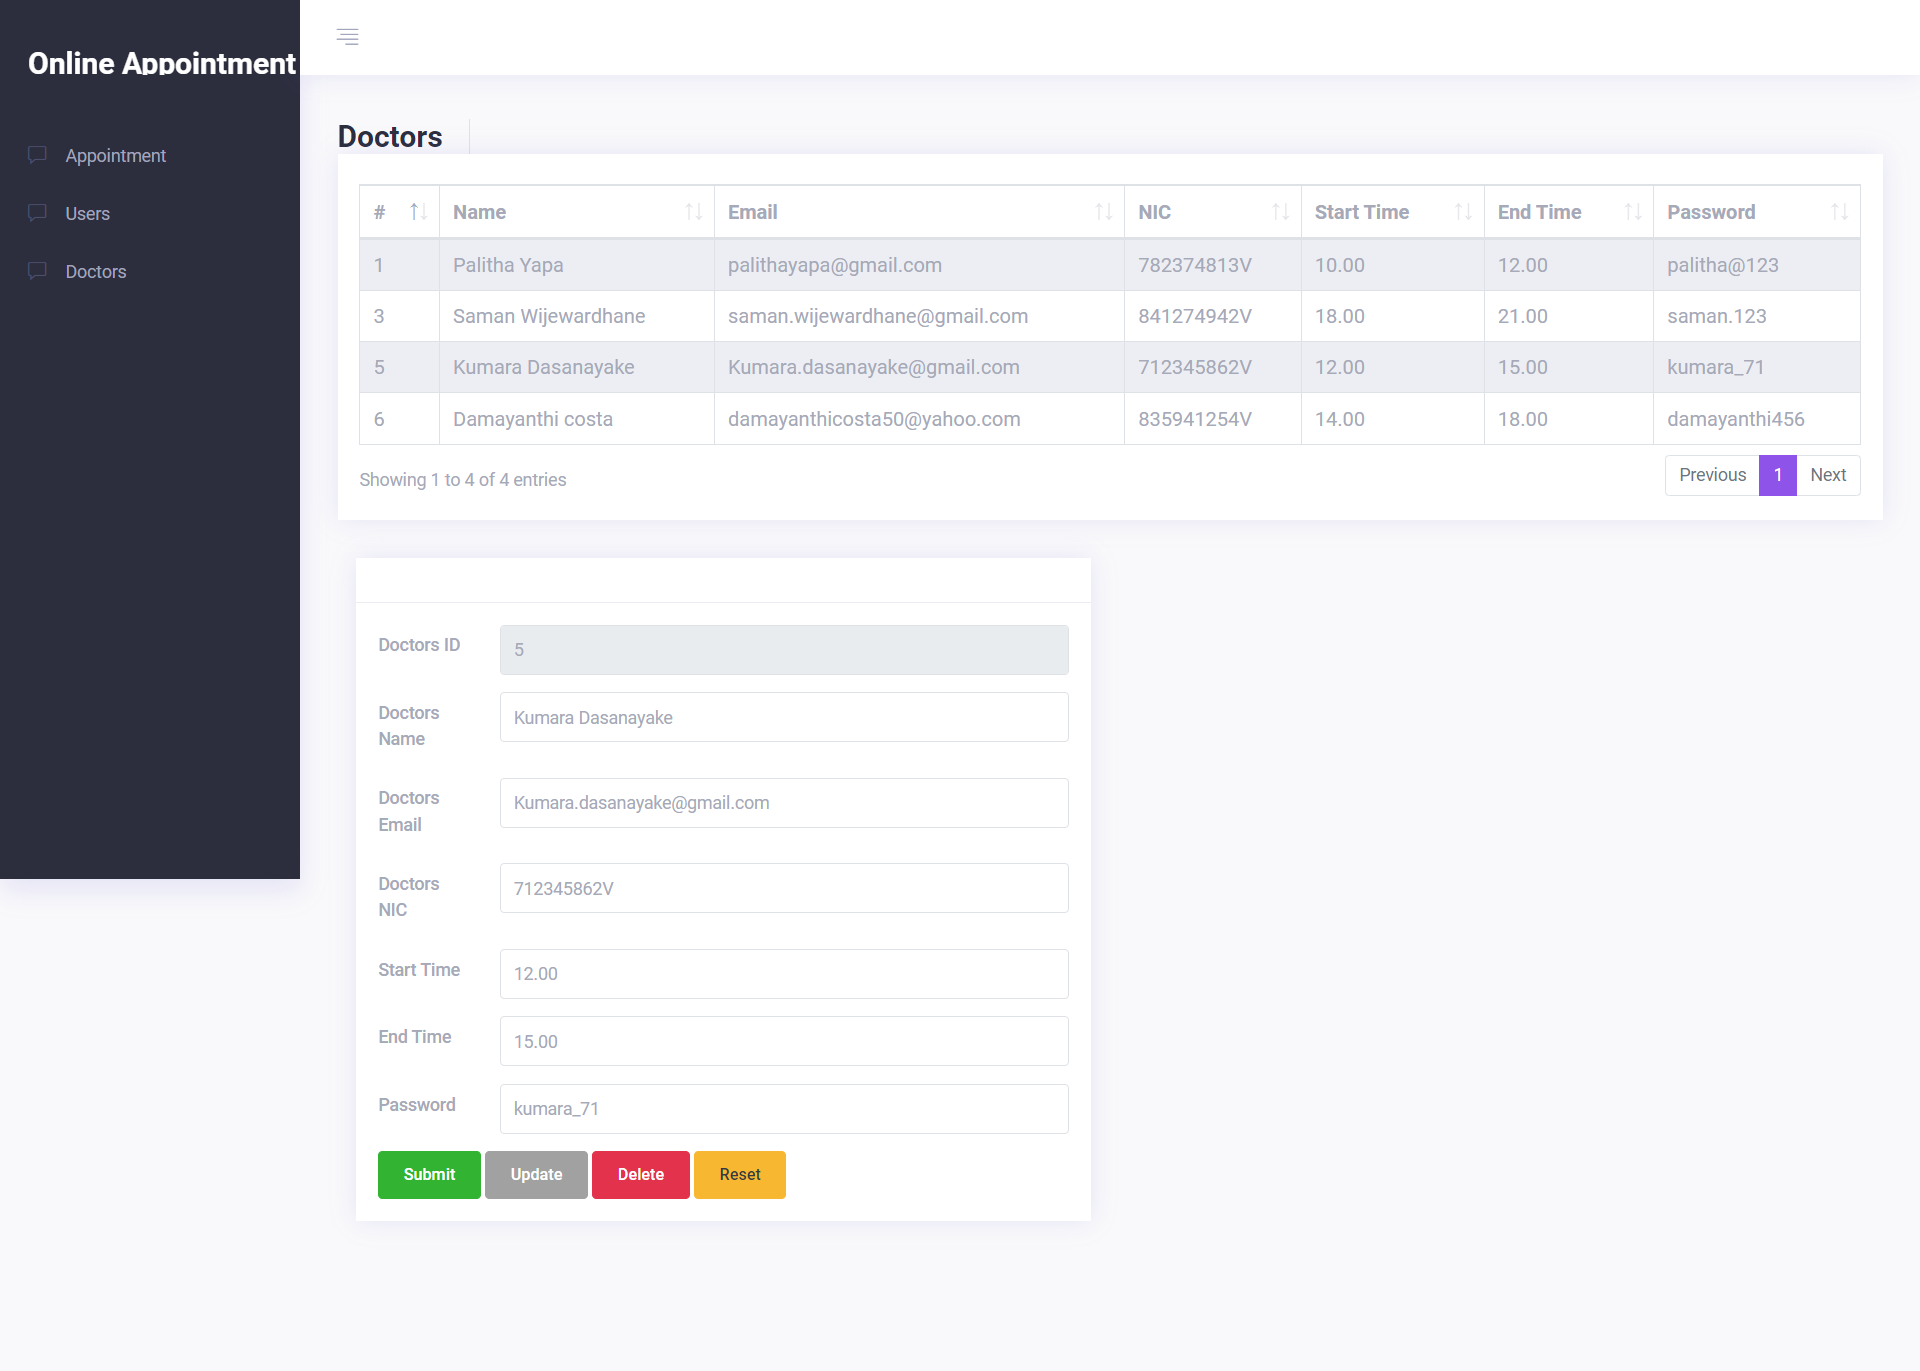 Online Appointment
Appointment
Users
Doctors
Doctors
# Name Email NIC Start Time End Time Password
1 Palitha Yapa palithayapa@gmail.com 782374813V 10.00 12.00 palitha@123
3 Saman Wijewardhane saman.wijewardhane@gmail.com 841274942V 18.00 21.00 saman.123
5 Kumara Dasanayake Kumara.dasanayake@gmail.com 712345862V 12.00 15.00 kumara_71
6 Damayanthi costa damayanthicosta50@yahoo.com 835941254V 14.00 18.00 damayanthi456
Showing 1 to 4 of 4 entries
Previous 1 Next
Doctors ID 5
Doctors Name Kumara Dasanayake
Doctors Email Kumara.dasanayake@gmail.com
Doctors NIC 712345862V
Start Time 12.00
End Time 15.00
Password kumara_71
Submit Update Delete Reset